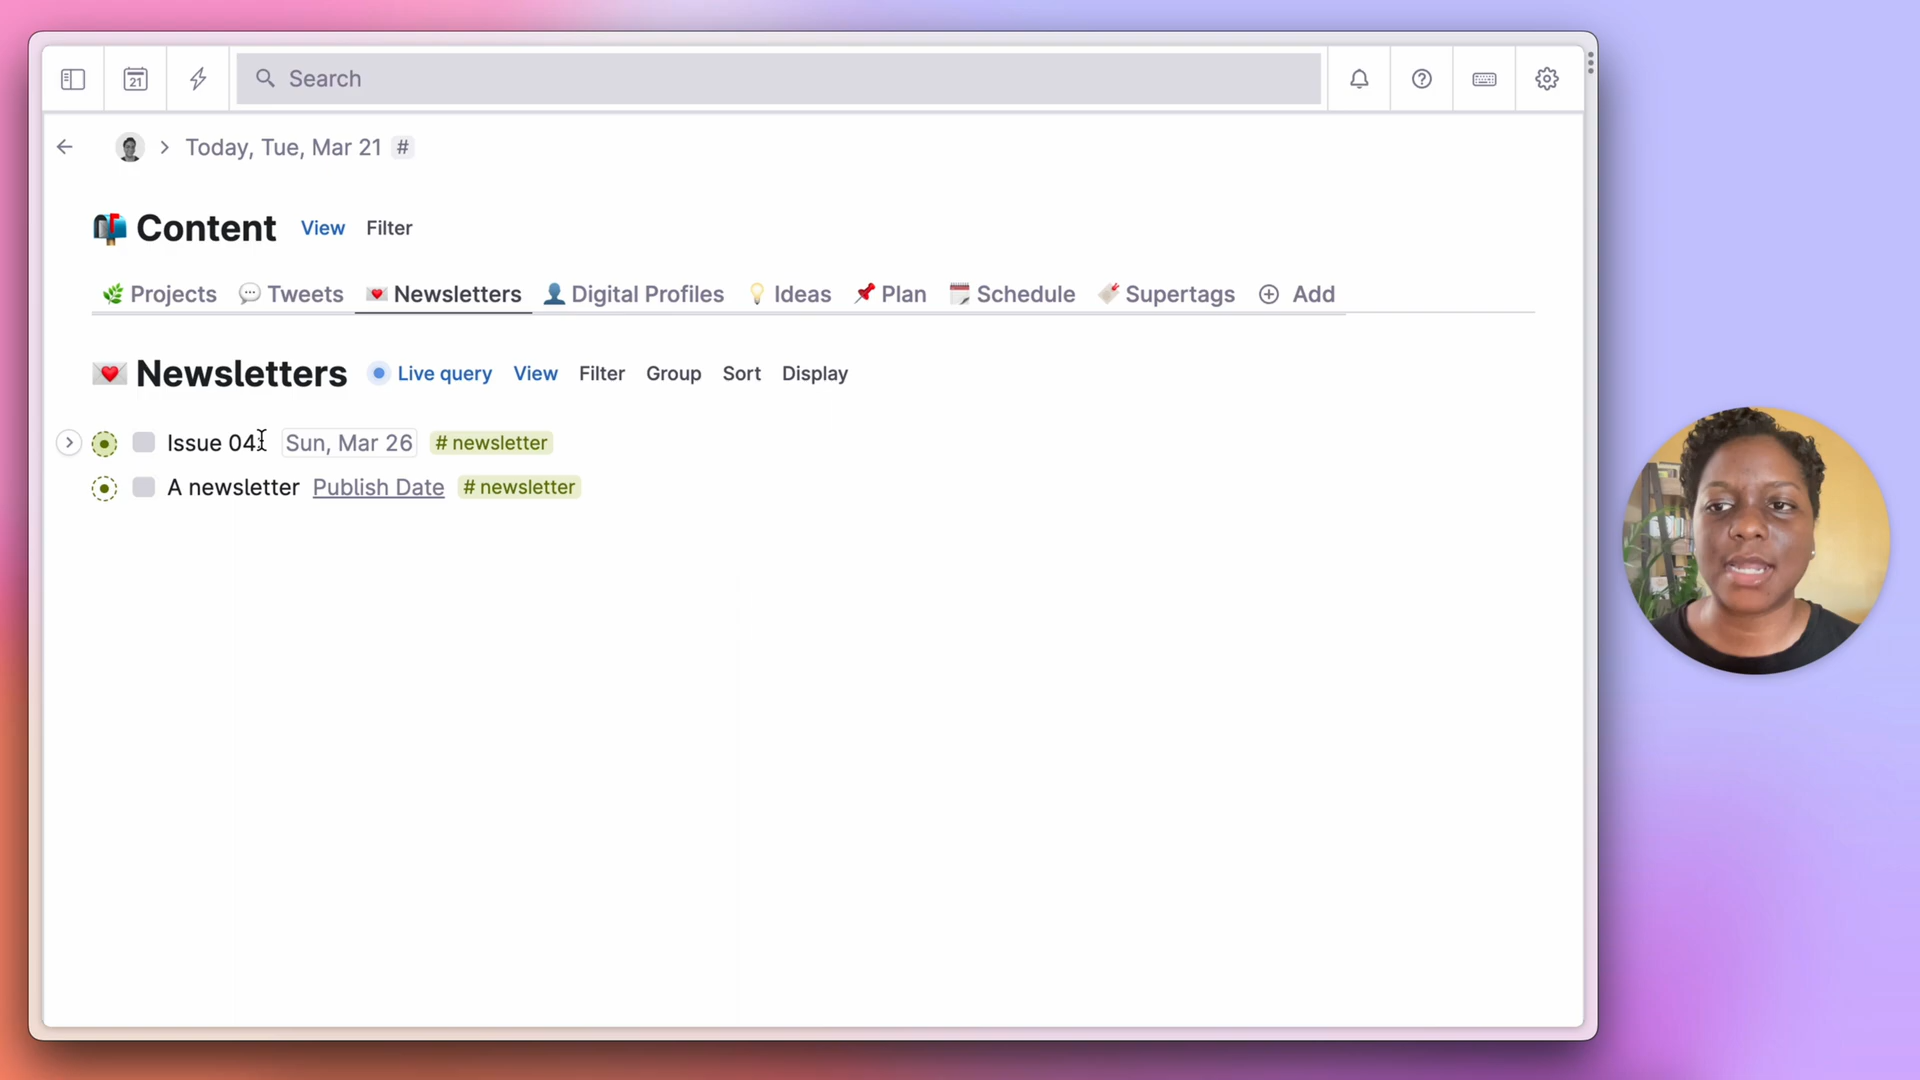 21 Search
Today, Tue, Mar 21 #
Content View Filter
Projects Tweets Newsletters Digital Profiles Ideas Plan Schedule Supertags Add
Newsletters Live query View Filter Group Sort Display
Issue 04 Sun, Mar 26 # newsletter
A newsletter Publish Date # newsletter